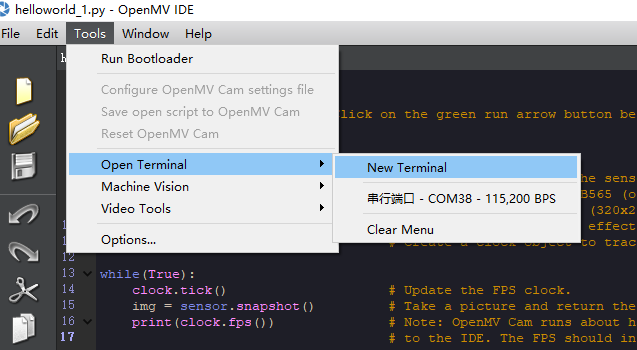 helloworld_1.py - OpenMV IDE
File Edit Tools Window Help
Run Bootloader
Configure OpenMV Cam settings file
Save open script to OpenMV Cam
Reset OpenMV Cam
Open Terminal
Machine Vision
Video Tools
Options...
New Terminal
串行端口 - COM38 - 115,200 BPS
Clear Menu
click on the green run arrow button be
the sens
B565 (o
(320x2
effect
# Create a clock object to trac
12
13 while(True):
14 clock.tick() # Update the FPS clock.
15 img = sensor.snapshot() # Take a picture and return the
16 print(clock.fps()) # Note: OpenMV Cam runs about h
17 # to the IDE. The FPS should in